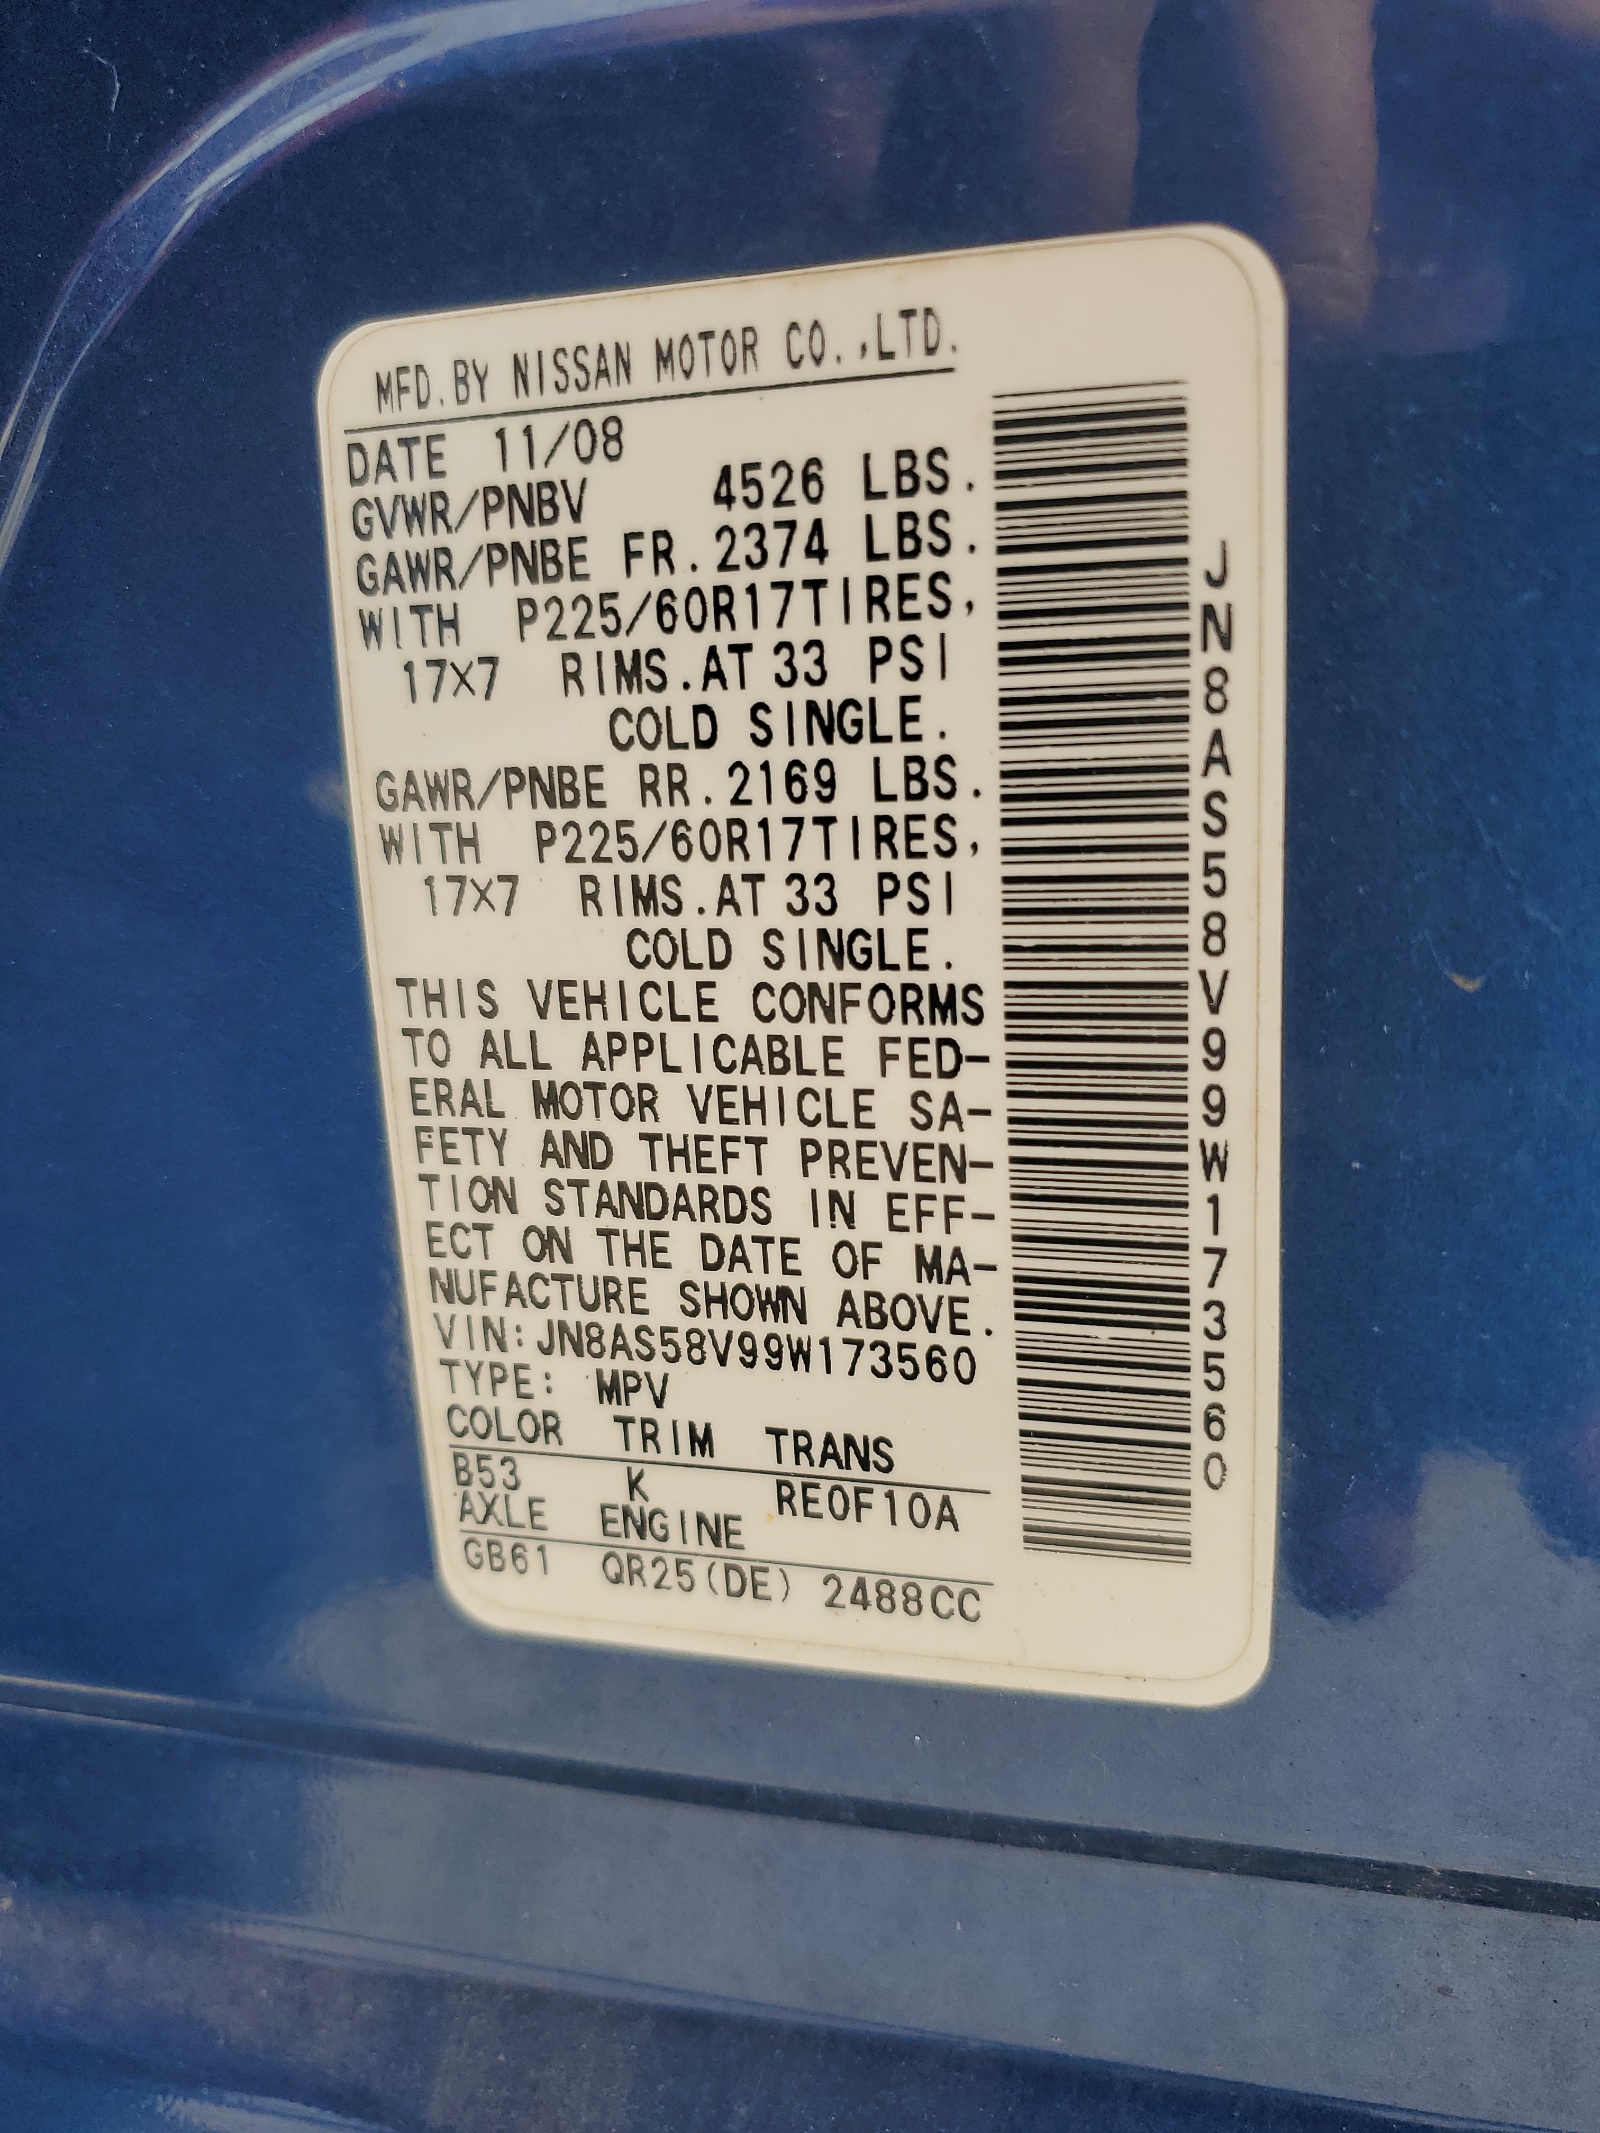 MFD.BY NISSAN MOTOR CO.,LTD.
DATE 11/08
GVWR/PNBV 4526 LBS.
GAWR/PNBE FR.2374 LBS.
WITH P225/60R17TIRES,
17X7 RIMS.AT 33 PSI
COLD SINGLE.
GAWR/PNBE RR.2169 LBS.
WITH P225/60R17TIRES,
17X7 RIMS.AT 33 PSI
COLD SINGLE.
THIS VEHICLE CONFORMS
TO ALL APPLICABLE FED-
ERAL MOTOR VEHICLE SA-
FETY AND THEFT PREVEN-
TION STANDARDS IN EFF-
ECT ON THE DATE OF MA-
NUFACTURE SHOWN ABOVE.
VIN:JN8AS58V99W173560
TYPE: MPV
COLOR TRIM TRANS
B53 K RE0F10A
AXLE ENGINE
GB61 QR25(DE) 2488CC
JN8AS58V99W173560